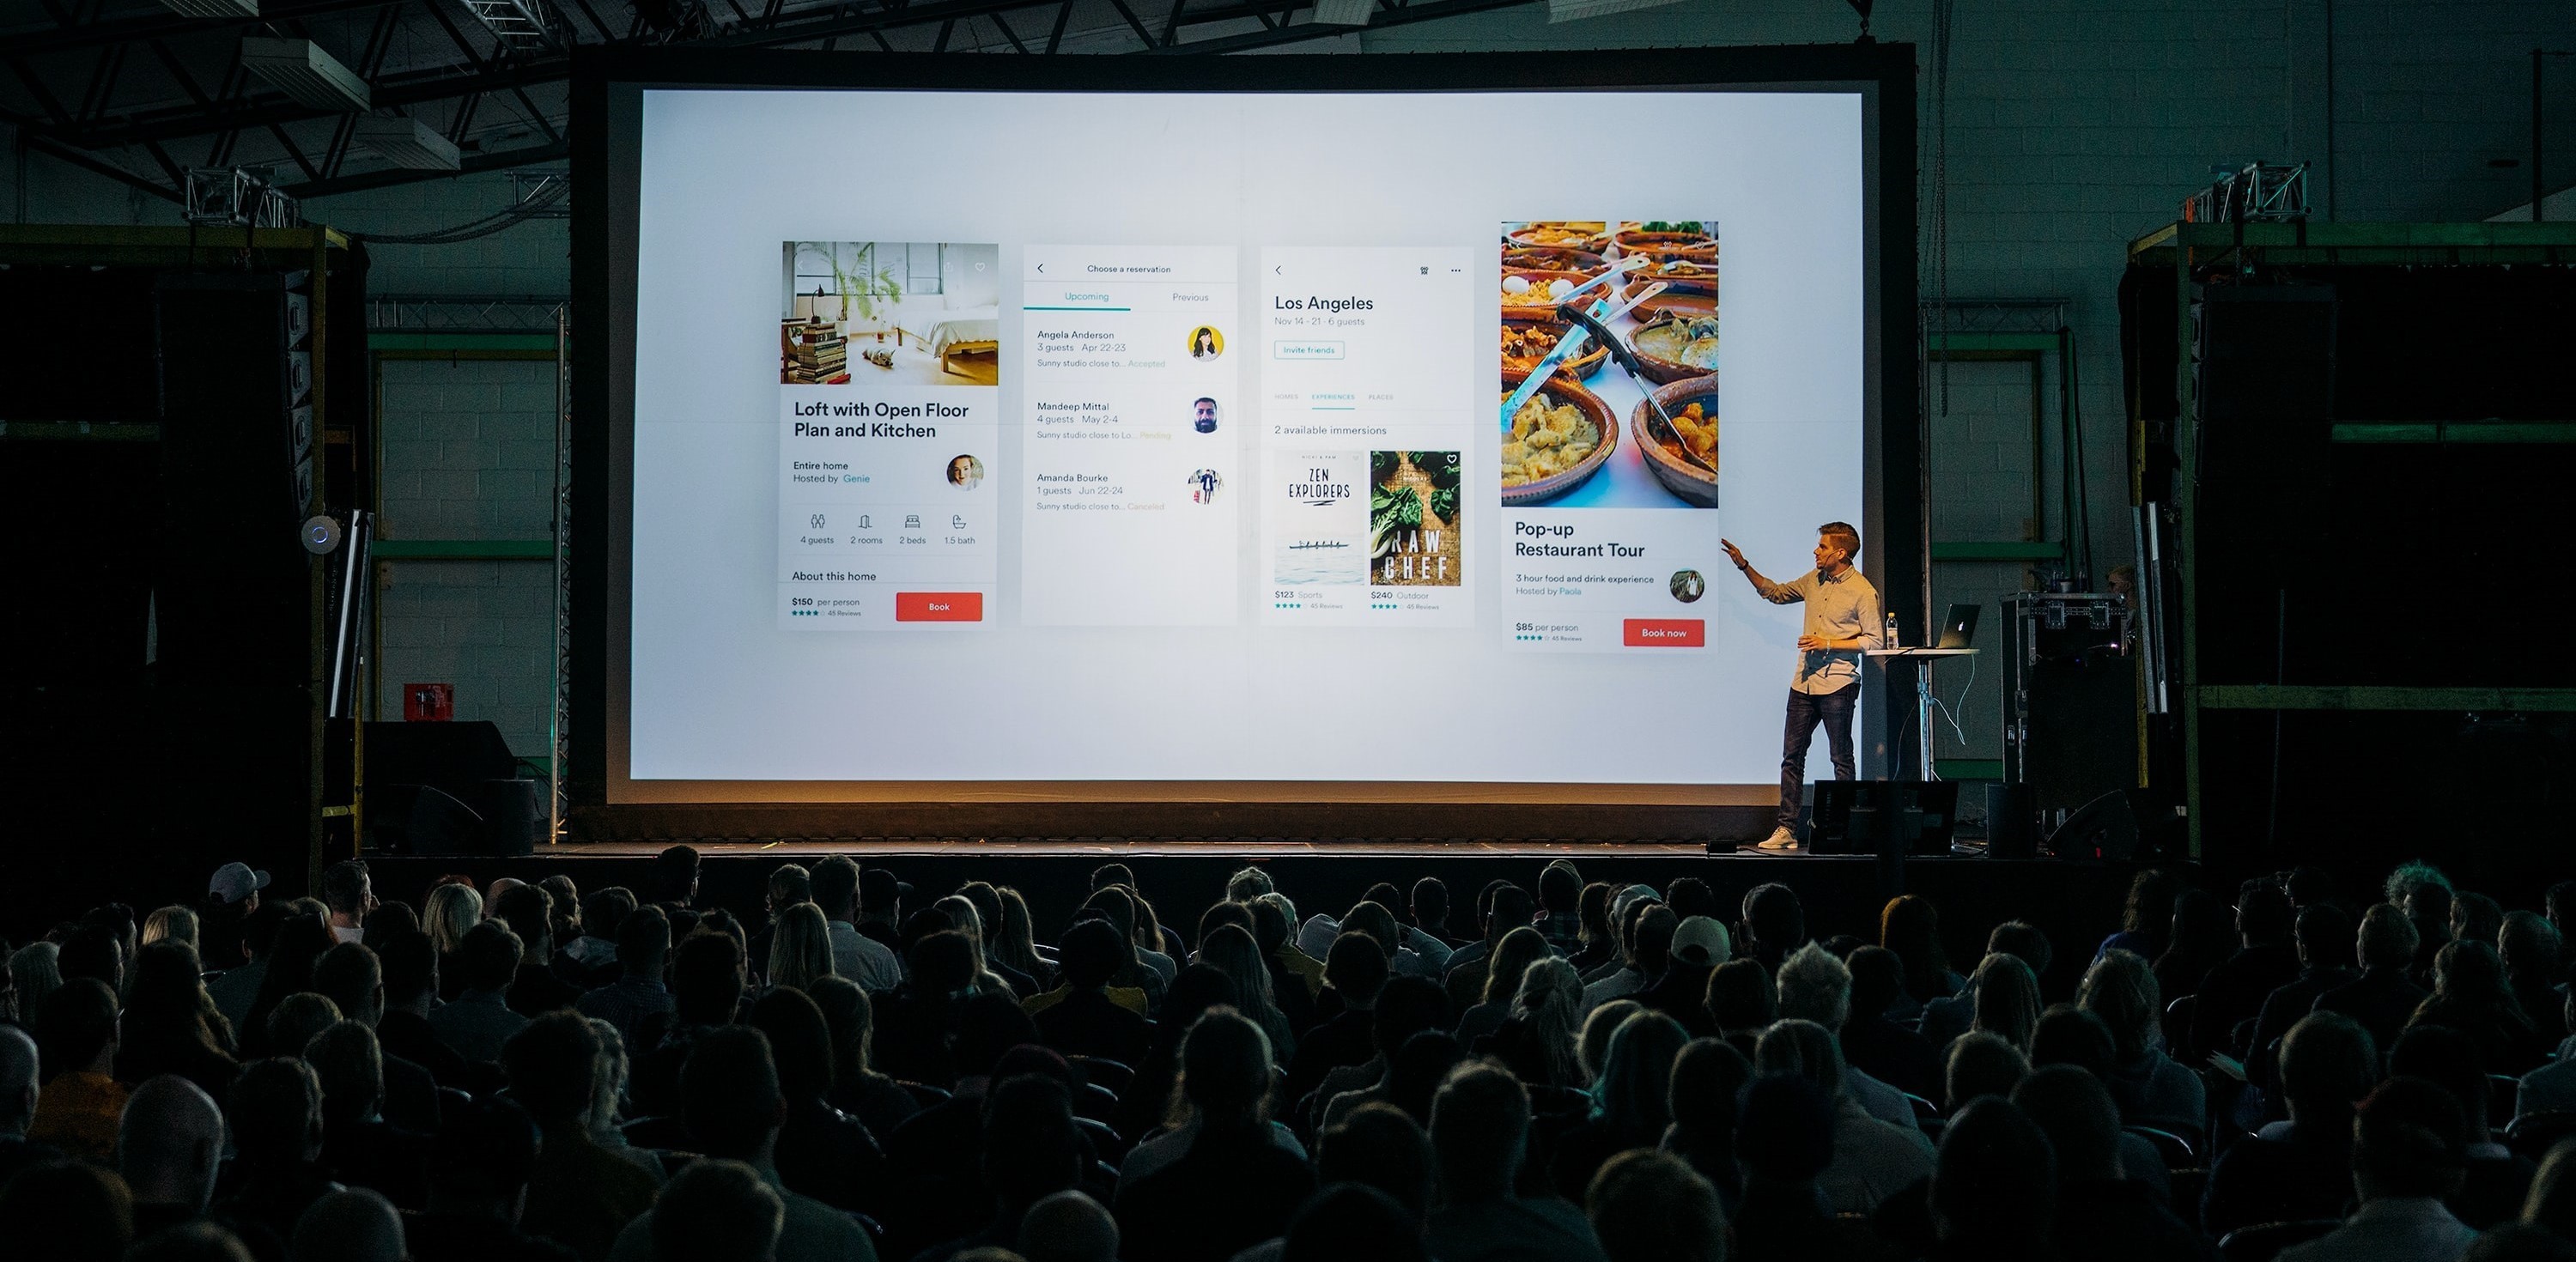 Loft with Open Floor
Plan and Kitchen
Entire home
Hosted by Genie
4 guests 2 rooms 2 beds 1.5 bath
About this home
$150 per person
45 Reviews
Book
Choose a reservation
Upcoming Previous
Angela Anderson
3 guests Apr 22-23
Sunny studio close to... Accepted
Mandeep Mittal
4 guests May 2-4
Sunny studio close to Lo... Pending
Amanda Bourke
1 guests Jun 22-24
Sunny studio close to... Canceled
Los Angeles
Nov 14 - 21 · 6 guests
Invite friends
HOMES EXPERIENCES PLACES
2 available immersions
ZEN
EXPLORERS
$123 Sports
45 Reviews
RAW
CHEF
$240 Outdoor
45 Reviews
Pop-up
Restaurant Tour
3 hour food and drink experience
Hosted by Paola
$85 per person
45 Reviews
Book now